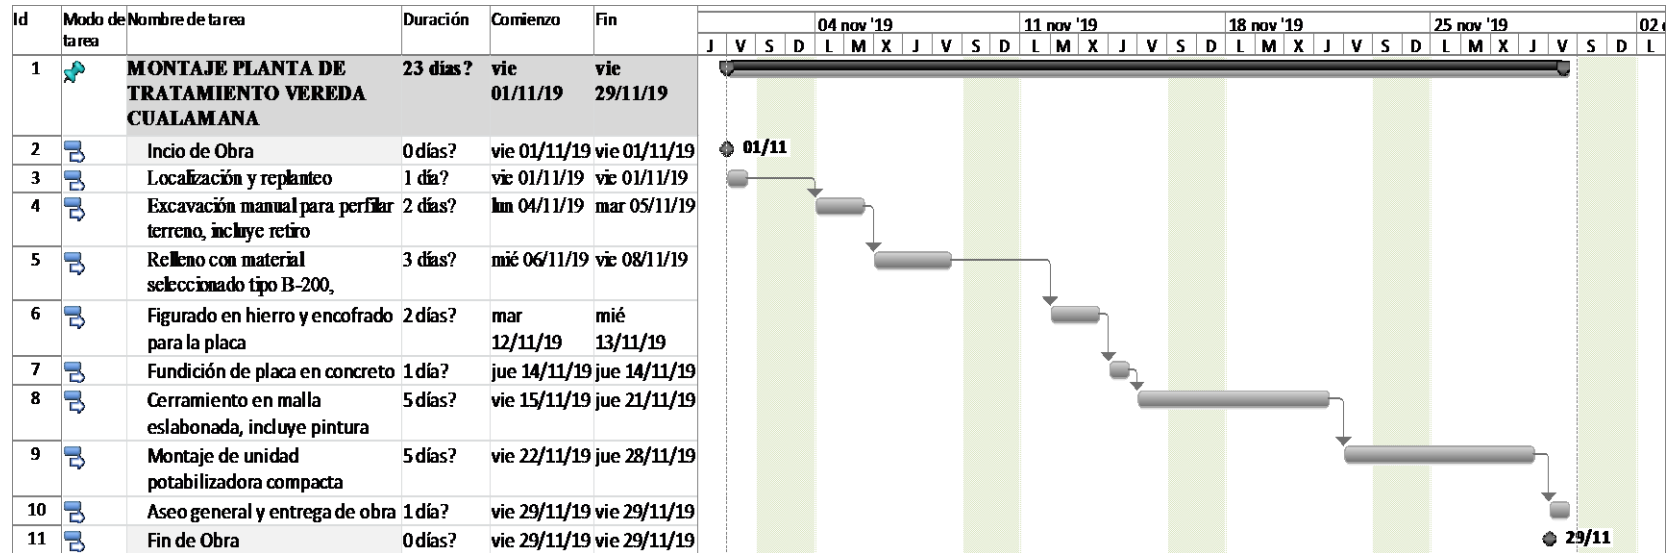 Id Modo de tarea Nombre de tarea Duración Comienzo Fin
04 nov '19 11 nov '19 18 nov '19 25 nov '19 02
J V S D L M X J V S D L M X J V S D L M X J V S D L M X J V S D L
1 MONTAJE PLANTA DE 23 días? vie vie
TRATAMIENTO VEREDA 01/11/19 29/11/19
CUALAMANA
2 Incio de Obra 0 días? vie 01/11/19 vie 01/11/19 01/11
3 Localización y replanteo 1 día? vie 01/11/19 vie 01/11/19
4 Excavación manual para perfilar 2 días? lun 04/11/19 mar 05/11/19
terreno, incluye retiro
5 Relleno con material 3 días? mié 06/11/19 vie 08/11/19
seleccionado tipo B-200,
6 Figurado en hierro y encofrado 2 días? mar mié
para la placa 12/11/19 13/11/19
7 Fundición de placa en concreto 1 día? jue 14/11/19 jue 14/11/19
8 Cerramiento en malla 5 días? vie 15/11/19 jue 21/11/19
eslabonada, incluye pintura
9 Montaje de unidad 5 días? vie 22/11/19 jue 28/11/19
potabilizadora compacta
10 Aseo general y entrega de obra 1 día? vie 29/11/19 vie 29/11/19
11 Fin de Obra 0 días? vie 29/11/19 vie 29/11/19 29/11